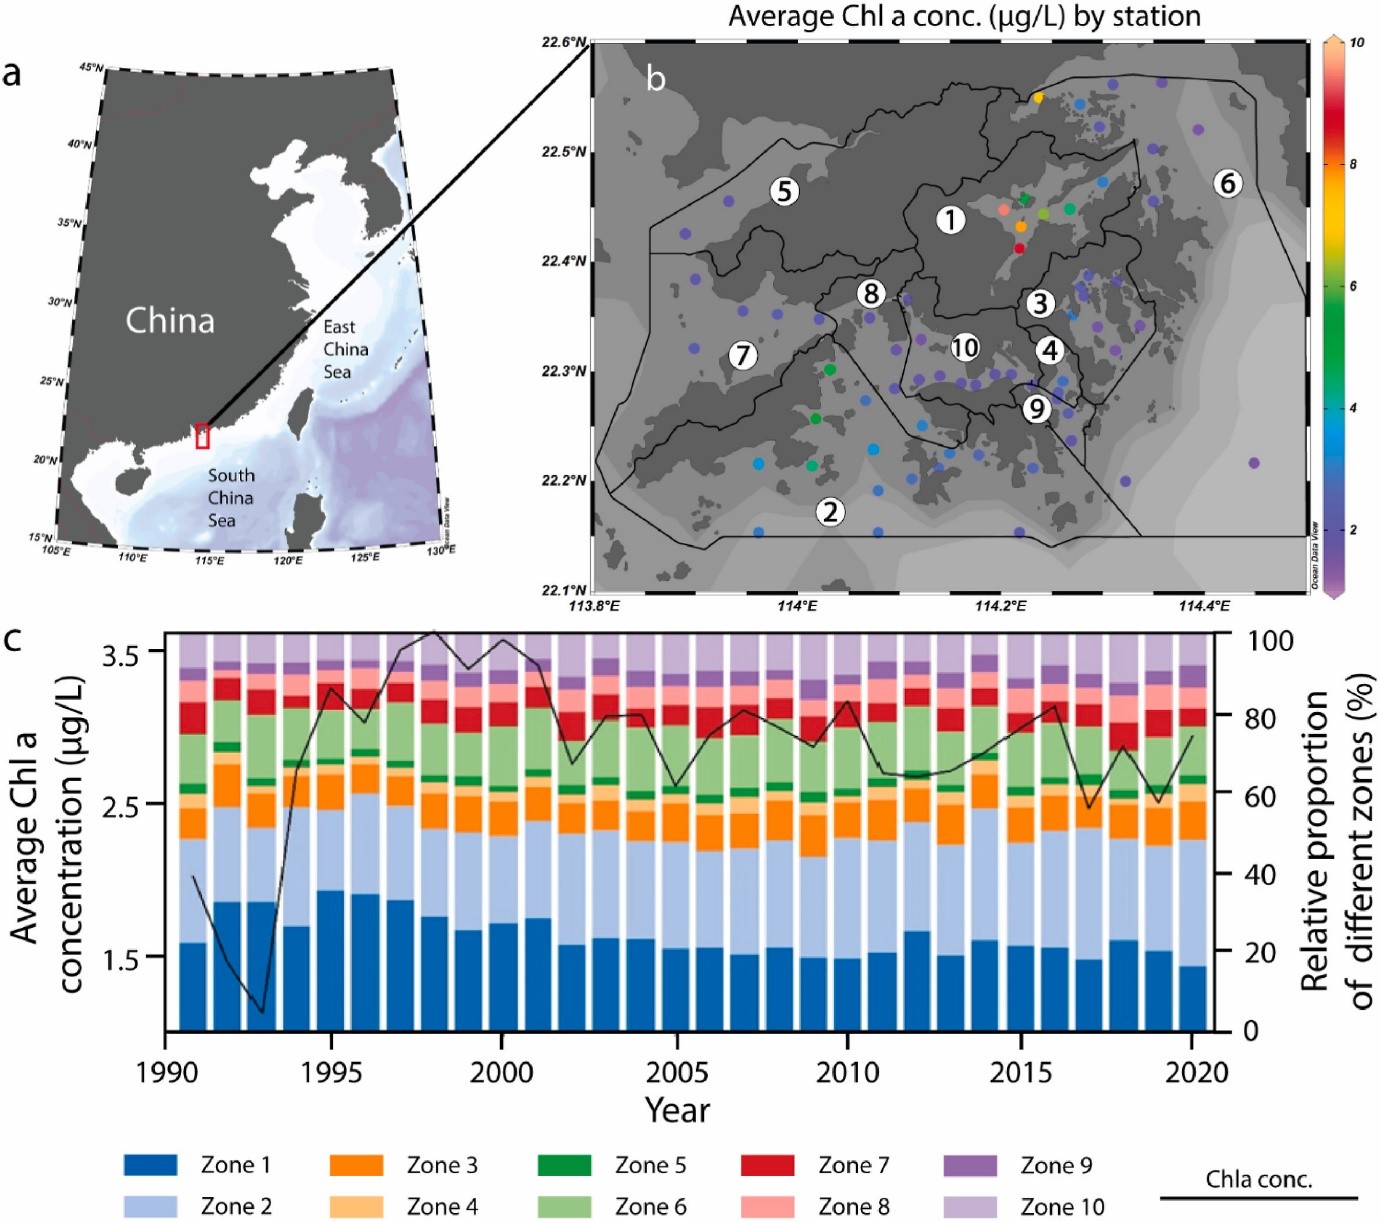 Average Chl a conc. (µg/L) by station
a
45°N
40°N
35°N
30°N
25°N
20°N
15°N
105°E
110°E
115°E
120°E
125°E
130°E
China
East
China
Sea
South
China
Sea
Ocean Data View
b
22.6°N
22.5°N
22.4°N
22.3°N
22.2°N
22.1°N
113.8°E
114°E
114.2°E
114.4°E
5
6
1
8
3
7
10
4
9
2
Ocean Data View
10
8
6
4
2
c
Average Chl a
concentration (µg/L)
3.5
2.5
1.5
100
80
60
40
20
0
Relative proportion
of different zones (%)
1990
1995
2000
2005
2010
2015
2020
Year
Zone 1
Zone 3
Zone 5
Zone 7
Zone 9
Chla conc.
Zone 2
Zone 4
Zone 6
Zone 8
Zone 10